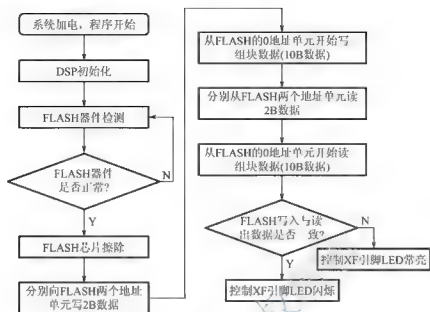 系统加电，程序开始
DSP初始化
FLASH器件检测
FLASH器件
是否正常?
N
Y
FLASH芯片擦除
分别向FLASH两个地址
单元写2B数据
从FLASH的0地址单元开始写
组块数据(10B数据)
分别从FLASH两个地址单元读
2B数据
从FLASH的0地址单元开始读
组块数据(10B数据)
FLASH写入与读
出数据是否 致?
N
Y
控制XF引脚LED常亮
控制XF引脚LED闪烁